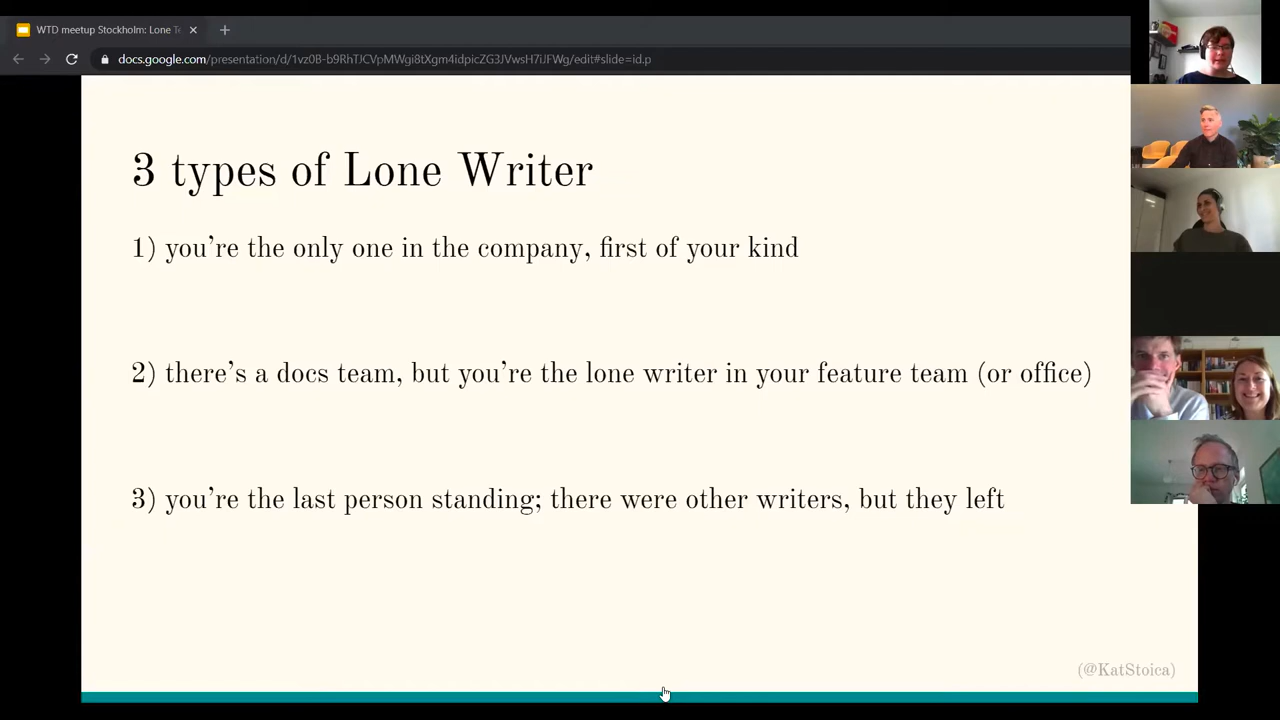 WTD meetup Stockholm: Lone Te
docs.google.com/presentation/d/1vz0B-b9RhTJCVpMWgi8tXgm4idpicZG3JVwsH7iJFWg/edit#slide=id.p
3 types of Lone Writer
1) you’re the only one in the company, first of your kind
2) there’s a docs team, but you’re the lone writer in your feature team (or office)
3) you’re the last person standing; there were other writers, but they left
(@KatStoica)